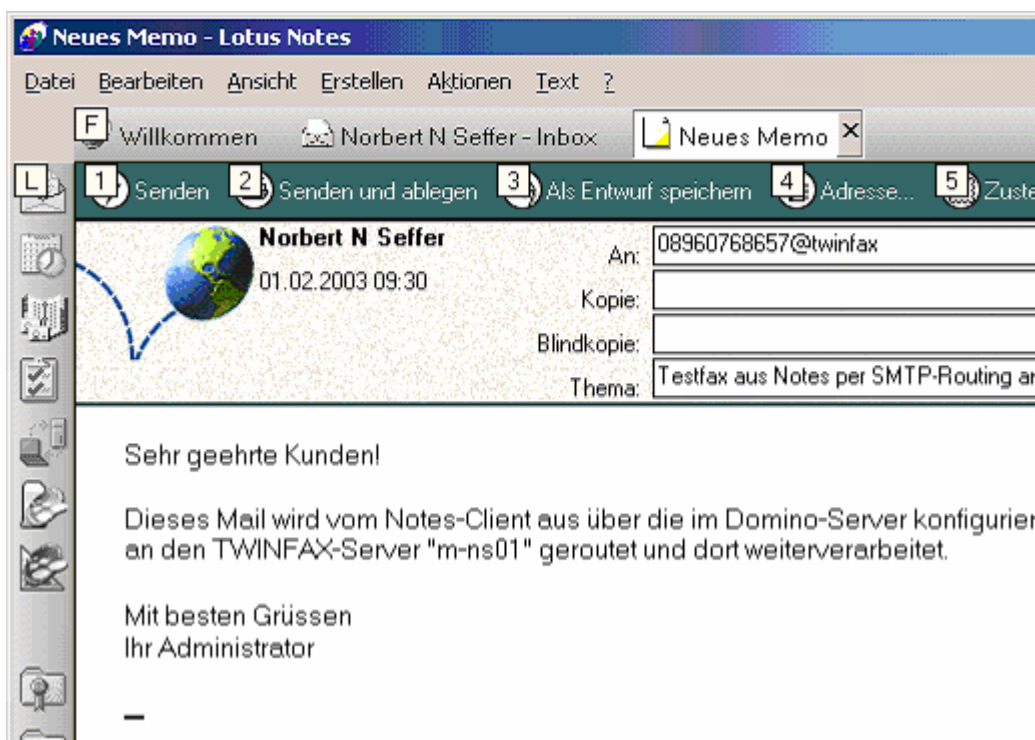 Neues Memo - Lotus Notes
Datei Bearbeiten Ansicht Erstellen Aktionen Text ?
F Willkommen Norbert N Seffer - Inbox Neues Memo
L 1 Senden 2 Senden und ablegen 3 Als Entwurf speichern 4 Adresse... 5 Zuste
Norbert N Seffer
01.02.2003 09:30
An: 08960768657@twinfax
Kopie:
Blindkopie:
Thema: Testfax aus Notes per SMTP-Routing an
Sehr geehrte Kunden!
Dieses Mail wird vom Notes-Client aus über die im Domino-Server konfigurier
an den TWINFAX-Server "m-ns01" geroutet und dort weiterverarbeitet.
Mit besten Grüssen
Ihr Administrator